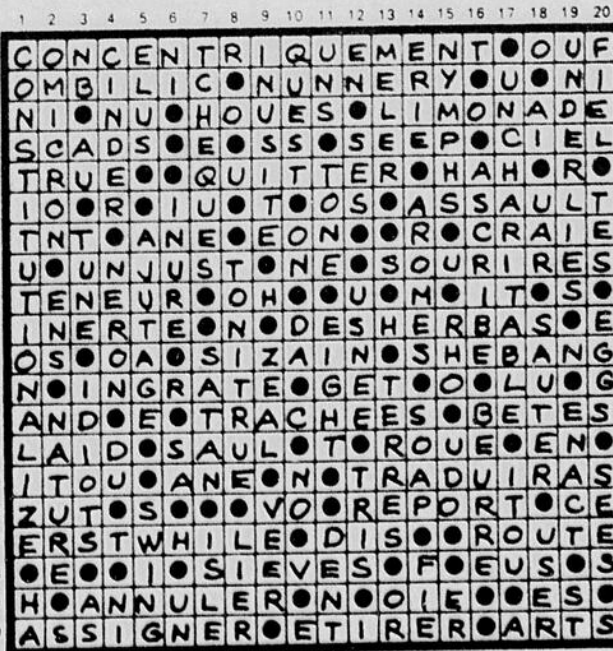 1 2 3 4 5 6 7 8 9 10 11 12 13 14 15 16 17 18 19 20
CONCENTRIQUEMENT●OUF
OMBILIC●NUNNERY●U●NI
NI●NU●HOUES●LIMONADE
SCADS●E●SS●SEEP●CIEL
TRUE●●QUITTER●HAH●R●
IO●R●IU●T●OS●ASSAULT
TNT●ANE●EON●●R●CRAIE
U●UNJUST●NE●SOURIRES
TENEUR●OH●●U●M●IT●S●
INERTE●N●DESHERBAS●E
OS●OA●SIZAIN●SHEBANG
N●INGRATE●GET●O●LU●G
AND●E●TRACHEES●BETES
LAID●SAUL●T●ROUE●EN●
ITOU●ANE●N●TRADUIRAS
ZUT●S●●●VO●REPORT●CE
ERSTWHILE●DIS●●ROUTE
●E●●I●SIEVES●F●EUS●S
H●ANNULER●N●OIE●●ES●
ASSIGNER●ETIRER●ARTS